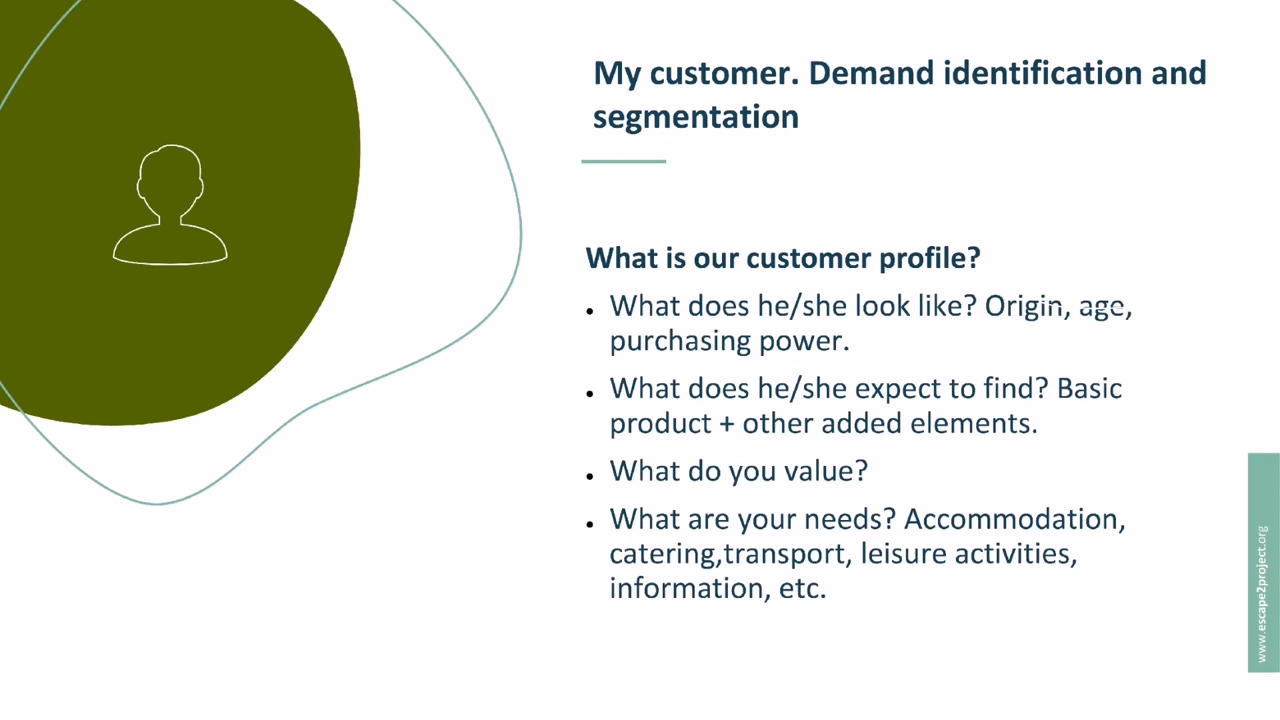 My customer. Demand identification and
segmentation
What is our customer profile?
• What does he/she look like? Origin, age,
purchasing power.
• What does he/she expect to find? Basic
product + other added elements.
• What do you value?
• What are your needs? Accommodation,
catering,transport, leisure activities,
information, etc.
www.escape2project.org